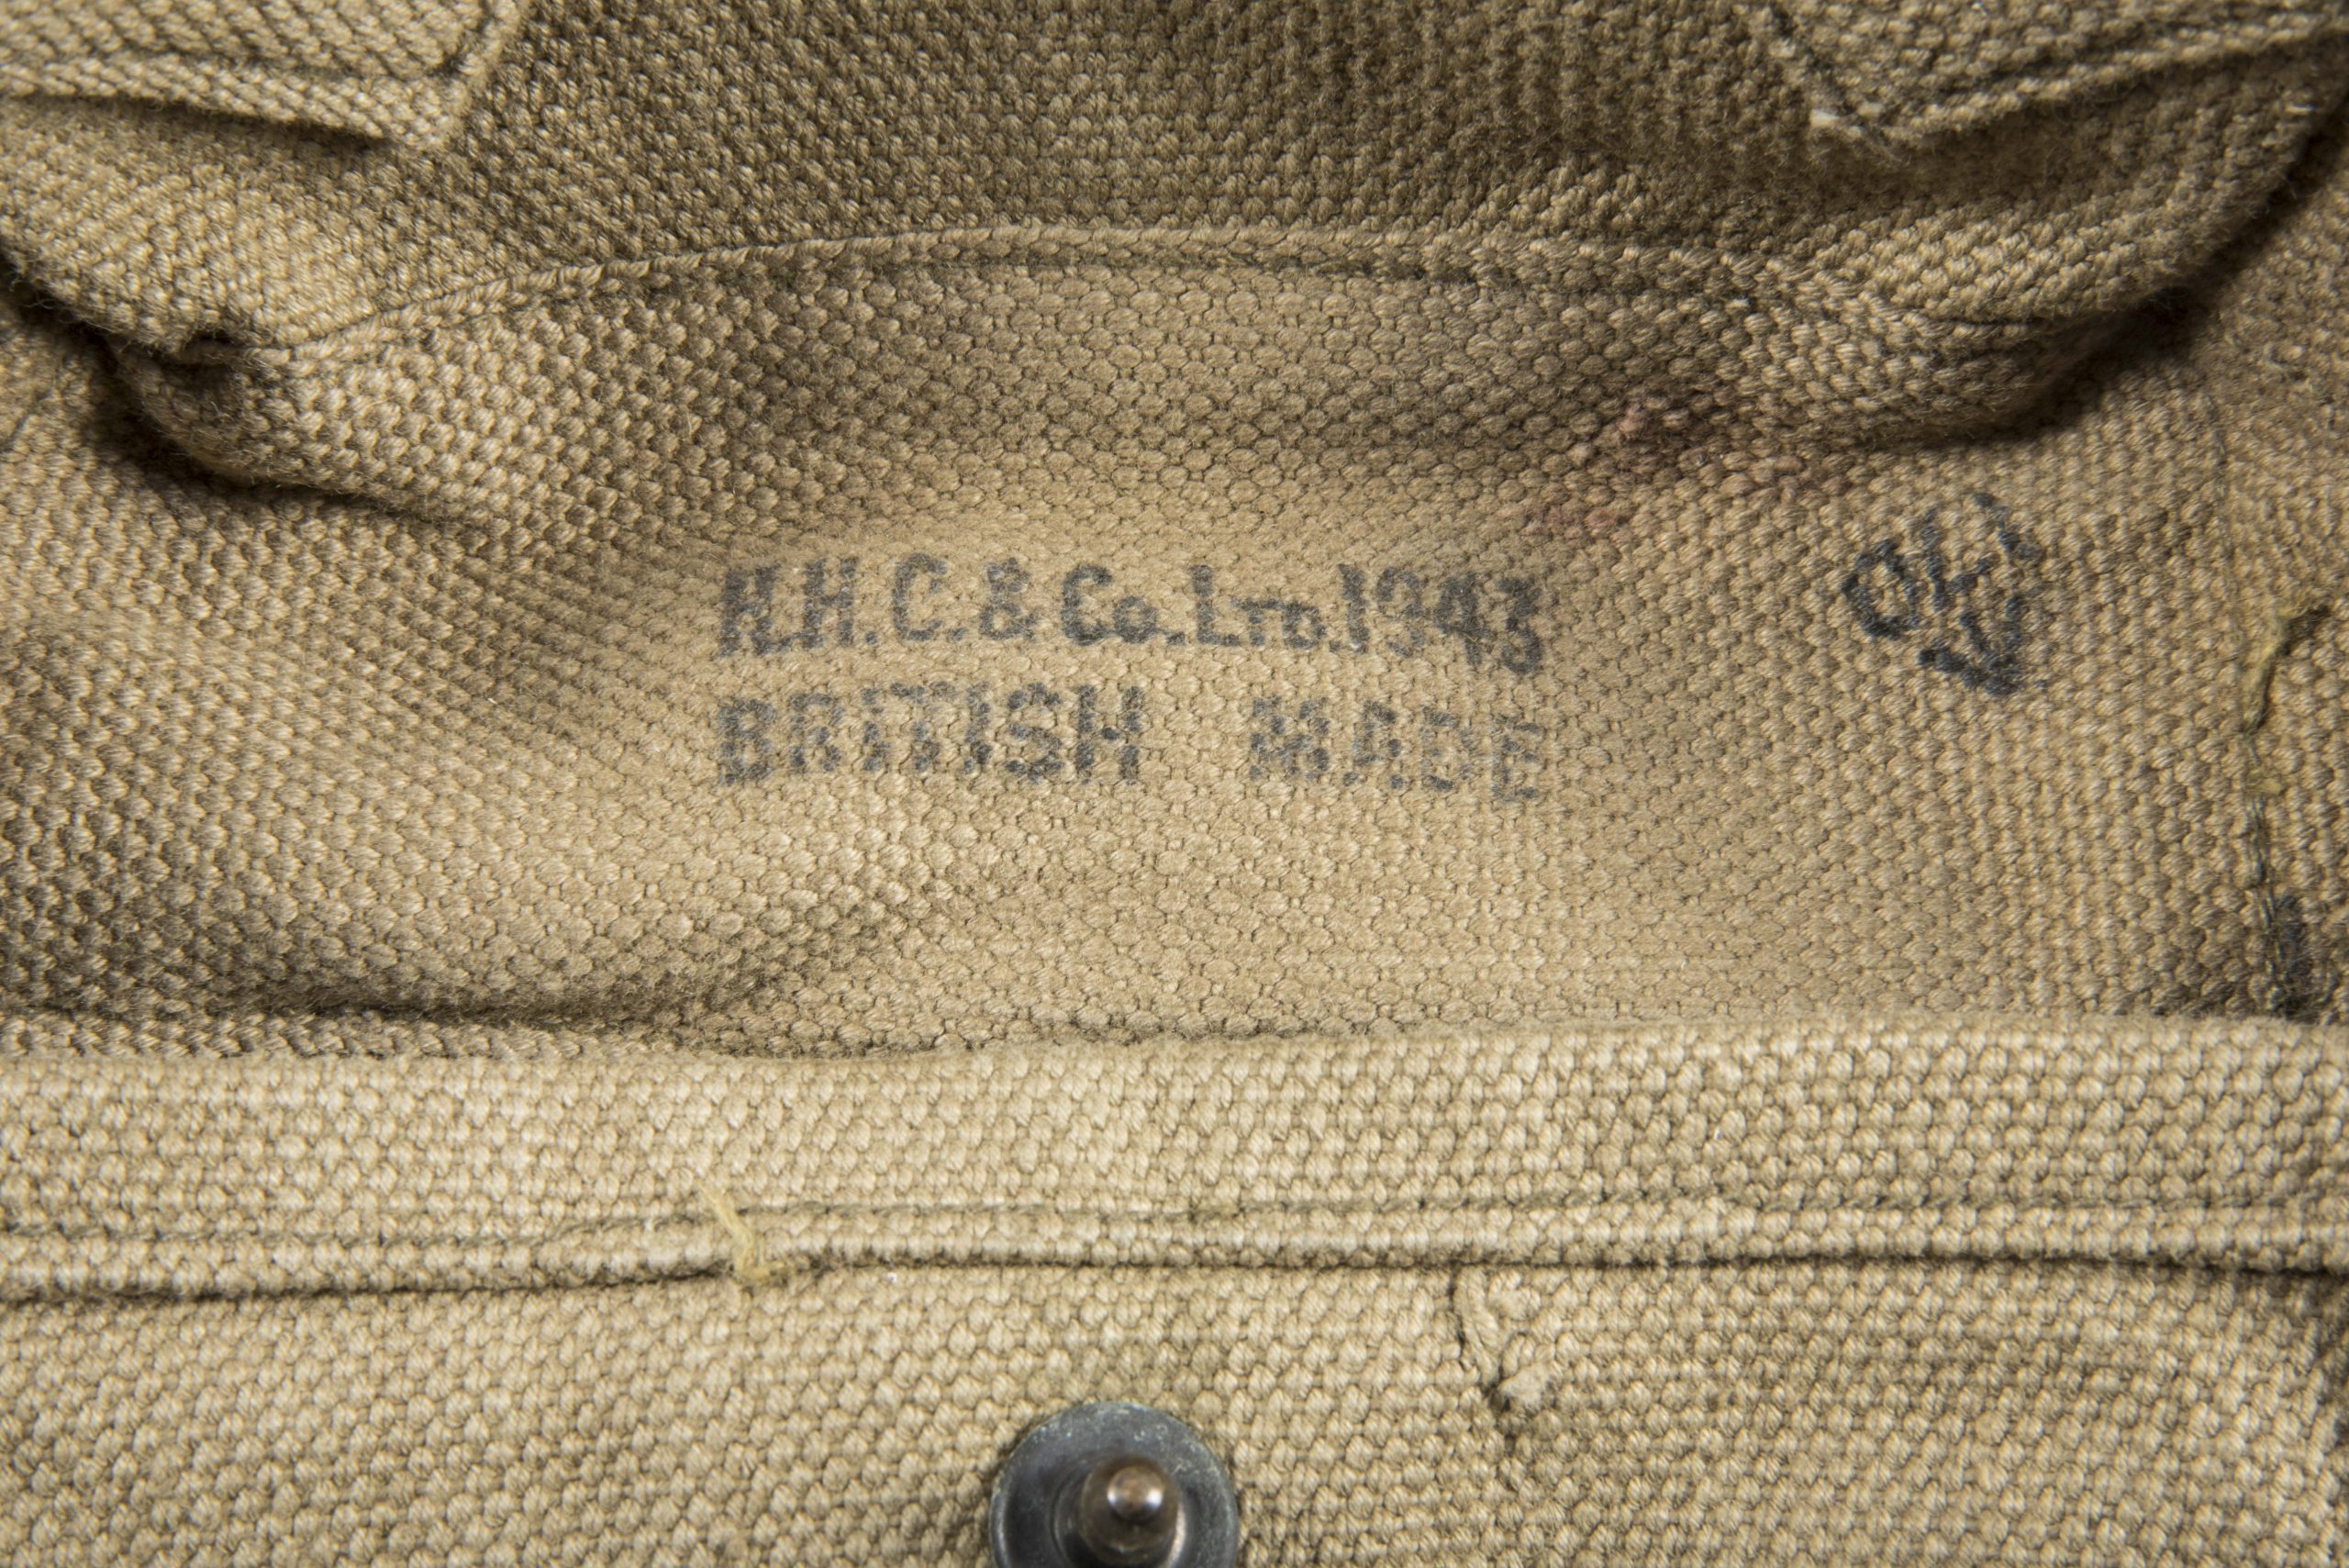 H.H.C. & Co. LTD. 1943
BRITISH MADE